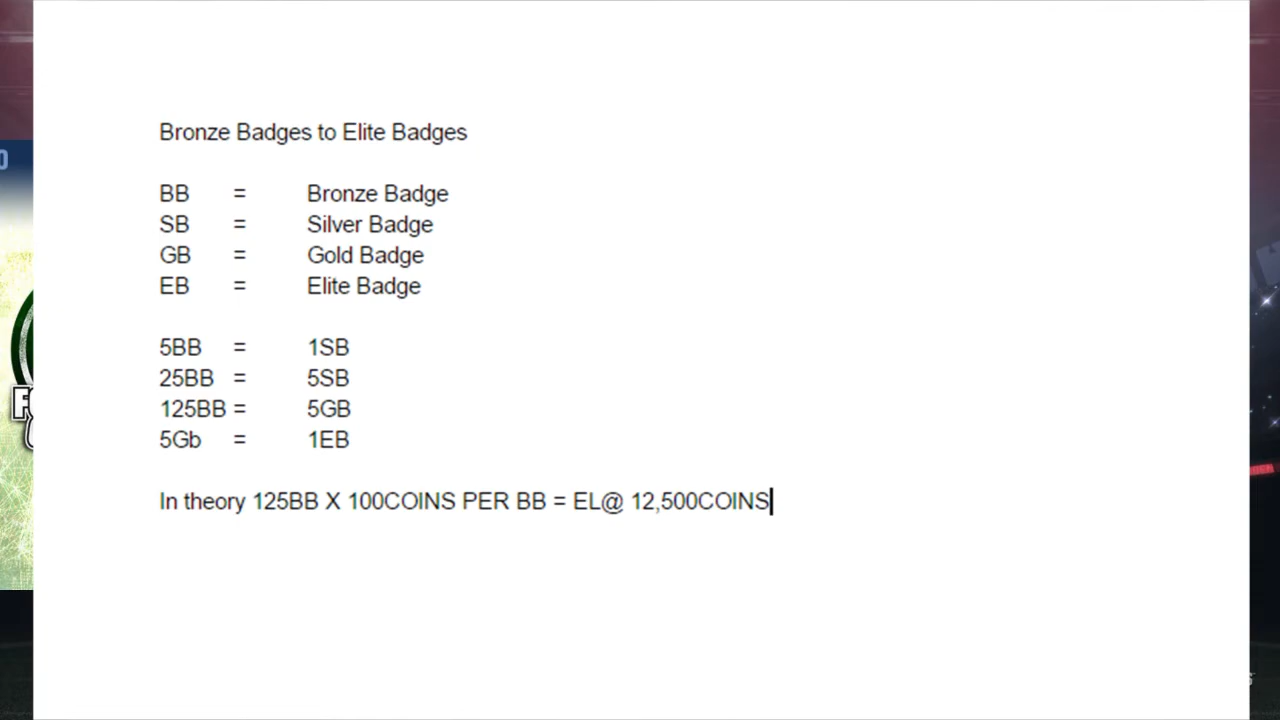 Bronze Badges to Elite Badges
BB = Bronze Badge
SB = Silver Badge
GB = Gold Badge
EB = Elite Badge
5BB = 1SB
25BB = 5SB
125BB = 5GB
5Gb = 1EB
In theory 125BB X 100COINS PER BB = EL@ 12,500COINS